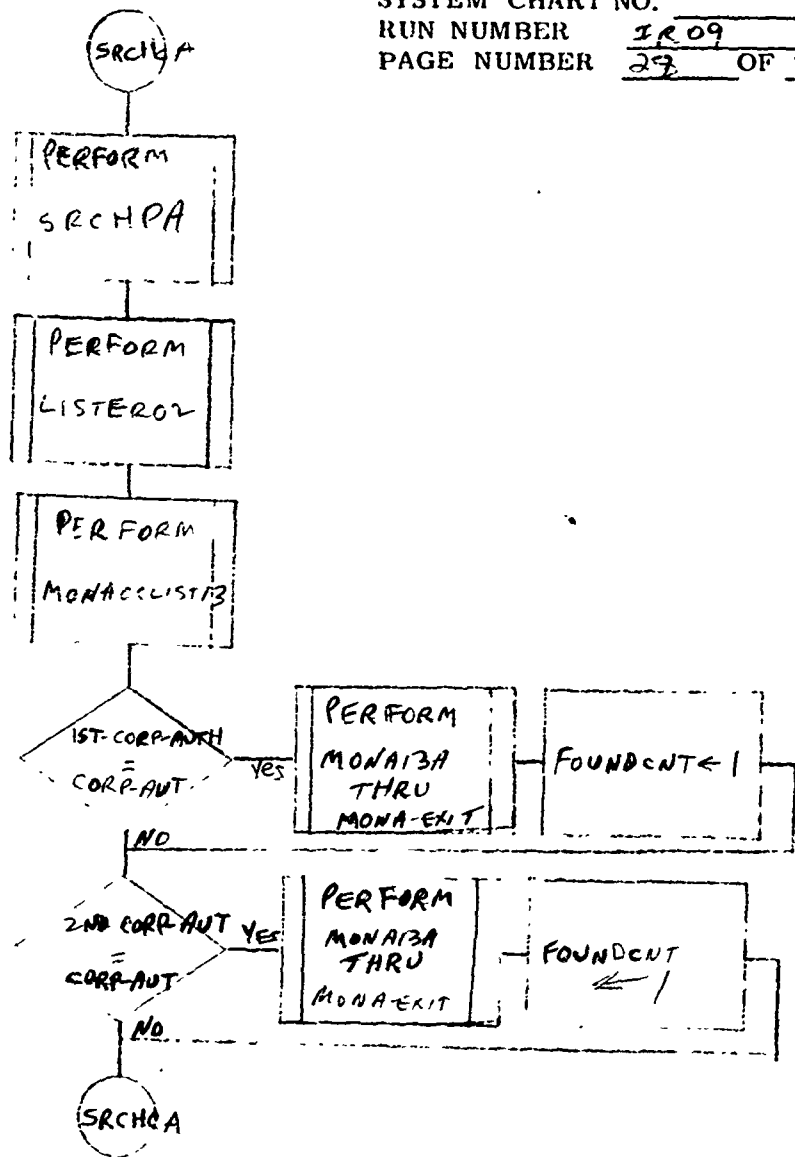 SYSTEM CHART NO.
RUN NUMBER IR09
PAGE NUMBER OF
PERFORM
SRCHPA
PERFORM
LISTER02
PERFORM
MONACCLIST13
1ST-CORP-AUTH
=
CORP-AUT
YES
PERFORM
MONA13A
THRU
MONA-EXIT
FOUNDCNT ← 1
NO
2ND CORP-AUT
=
CORP-AUT
YES
PERFORM
MONA13A
THRU
MONA-EXIT
FOUNDCNT
← 1
NO
SRCHCA